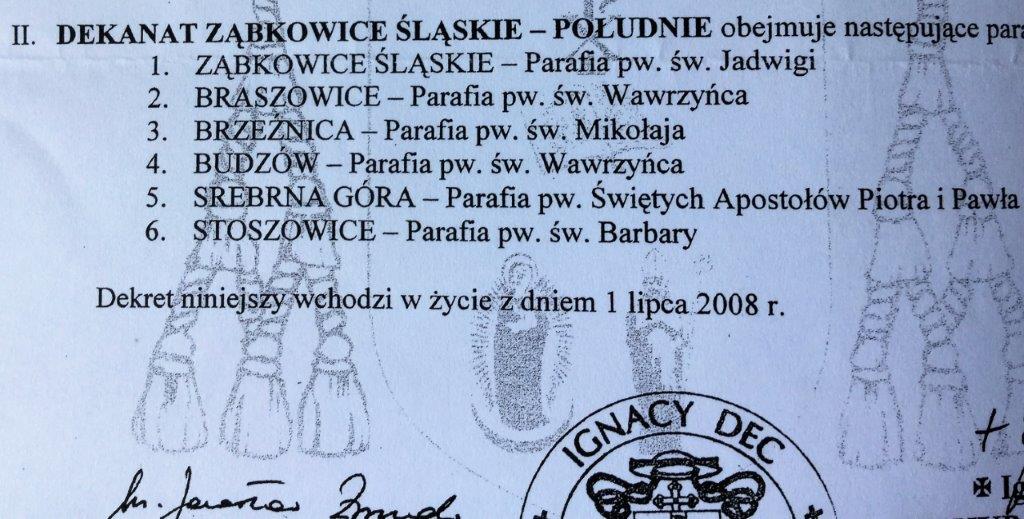 II. DEKANAT ZĄBKOWICE ŚLĄSKIE – POŁUDNIE obejmuje następujące para
1. ZĄBKOWICE ŚLĄSKIE – Parafia pw. św. Jadwigi
2. BRASZOWICE – Parafia pw. św. Wawrzyńca
3. BRZEŹNICA – Parafia pw. św. Mikołaja
4. BUDZÓW – Parafia pw. św. Wawrzyńca
5. SREBRNA GÓRA – Parafia pw. Świętych Apostołów Piotra i Pawła
6. STOSZOWICE – Parafia pw. św. Barbary
Dekret niniejszy wchodzi w życie z dniem 1 lipca 2008 r.
IGNACY DEC